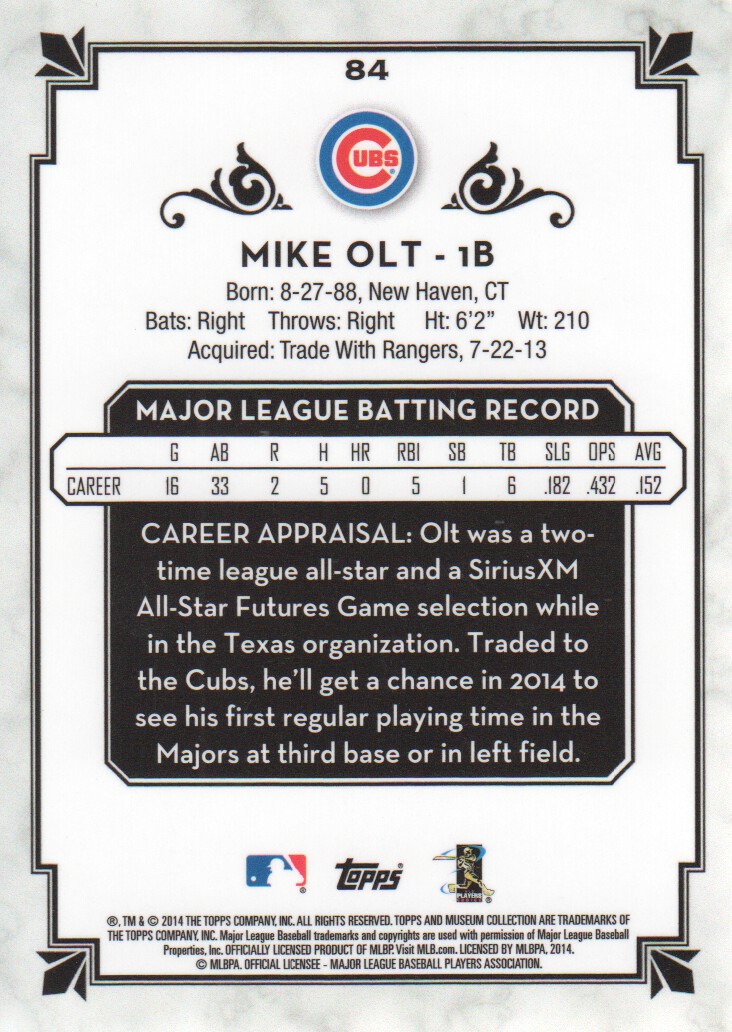 84
CUBS
MIKE OLT - 1B
Born: 8-27-88, New Haven, CT
Bats: Right Throws: Right Ht: 6'2” Wt: 210
Acquired: Trade With Rangers, 7-22-13
MAJOR LEAGUE BATTING RECORD
G AB R H HR RBI SB TB SLG OPS AVG
CAREER 16 33 2 5 0 5 1 6 .182 .432 .152
CAREER APPRAISAL: Olt was a two-
time league all-star and a SiriusXM
All-Star Futures Game selection while
in the Texas organization. Traded to
the Cubs, he'll get a chance in 2014 to
see his first regular playing time in the
Majors at third base or in left field.
Topps®
PLAYERS
®, TM & © 2014 THE TOPPS COMPANY, INC. ALL RIGHTS RESERVED. TOPPS AND MUSEUM COLLECTION ARE TRADEMARKS OF
THE TOPPS COMPANY, INC. Major League Baseball trademarks and copyrights are used with permission of Major League Baseball
Properties, Inc. OFFICIALLY LICENSED PRODUCT OF MLBP. Visit MLB.com. LICENSED BY MLBPA, 2014.
© MLBPA. OFFICIAL LICENSEE - MAJOR LEAGUE BASEBALL PLAYERS ASSOCIATION.